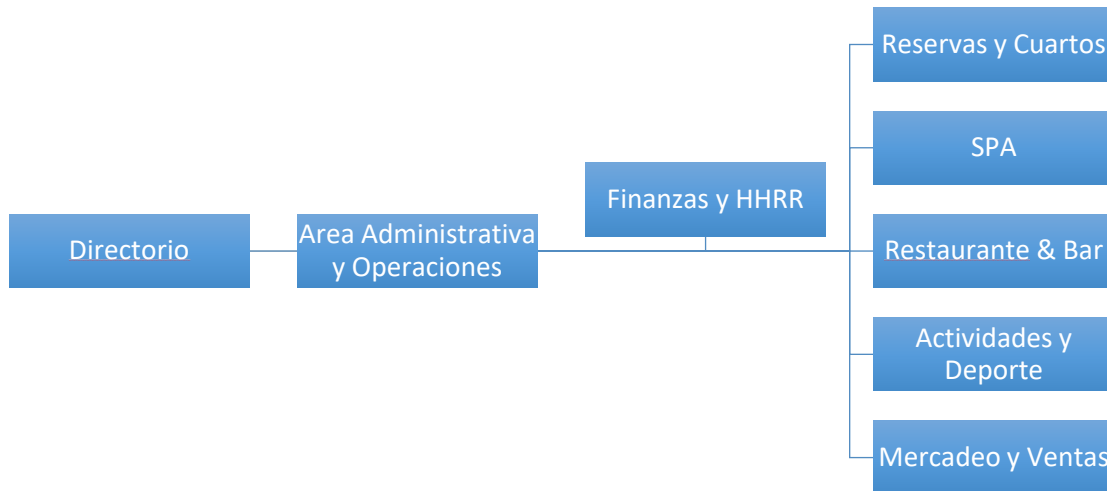 Directorio
Area Administrativa
y Operaciones
Finanzas y HHRR
Reservas y Cuartos
SPA
Restaurante & Bar
Actividades y
Deporte
Mercadeo y Ventas